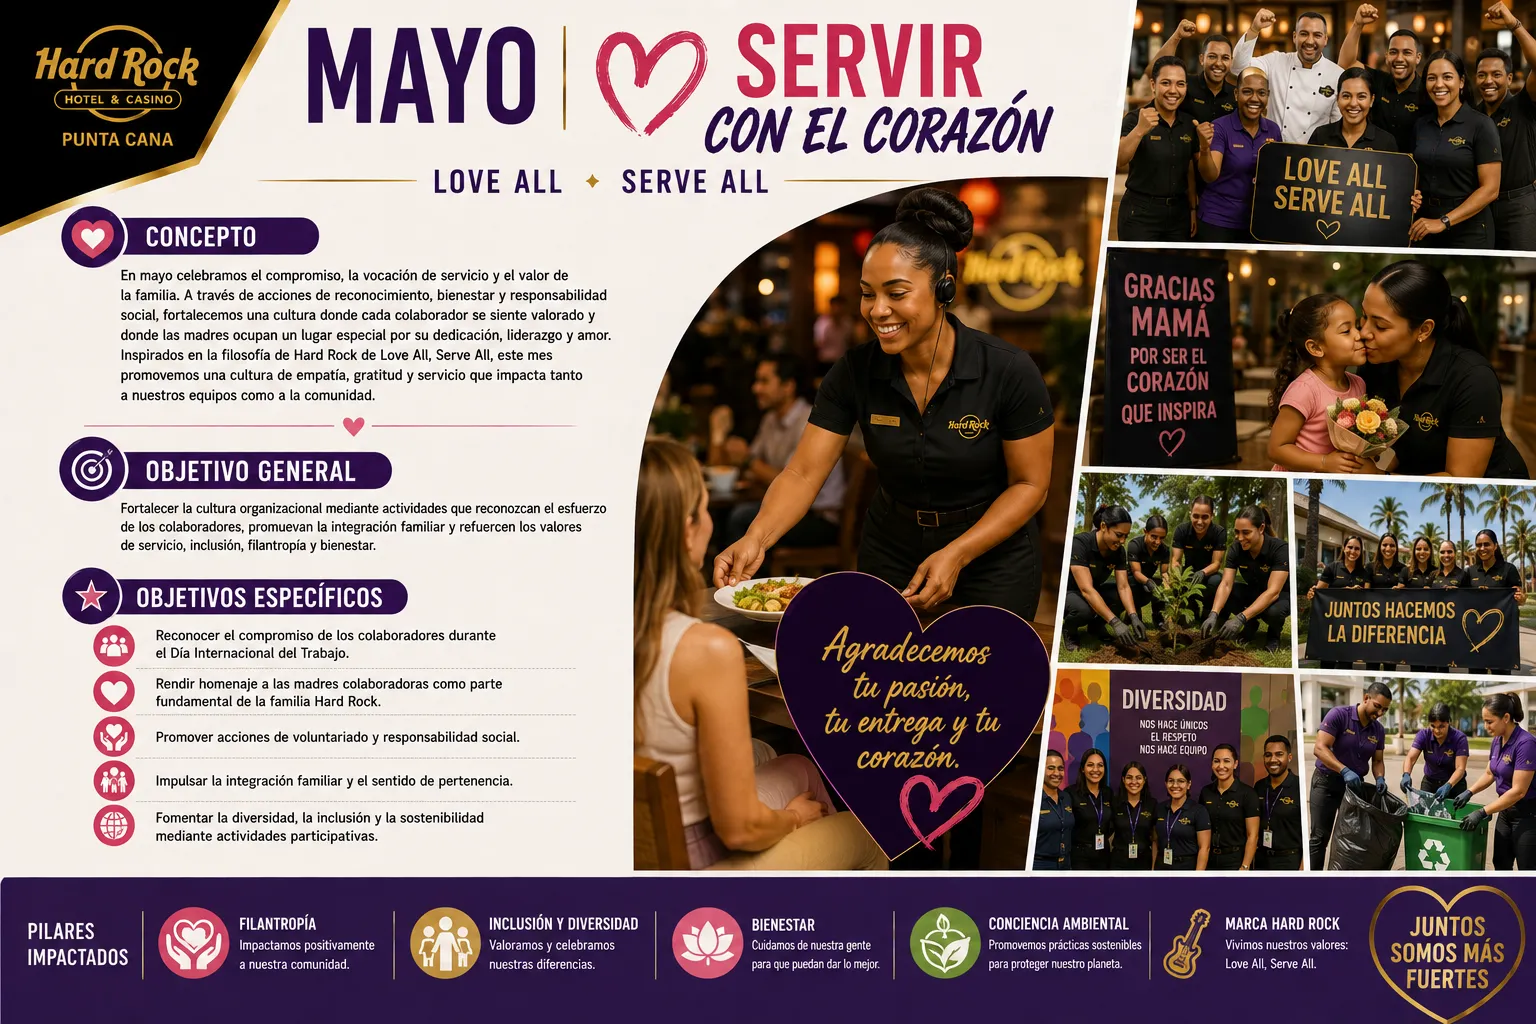 Hard Rock
HOTEL & CASINO
PUNTA CANA
MAYO
SERVIR
CON EL CORAZÓN
LOVE ALL SERVE ALL
CONCEPTO
En mayo celebramos el compromiso, la vocación de servicio y el valor de
la familia. A través de acciones de reconocimiento, bienestar y responsabilidad
social, fortalecemos una cultura donde cada colaborador se siente valorado y
donde las madres ocupan un lugar especial por su dedicación, liderazgo y amor.
Inspirados en la filosofía de Hard Rock de Love All, Serve All, este mes
promovemos una cultura de empatía, gratitud y servicio que impacta tanto
a nuestros equipos como a la comunidad.
OBJETIVO GENERAL
Fortalecer la cultura organizacional mediante actividades que reconozcan el esfuerzo
de los colaboradores, promuevan la integración familiar y refuercen los valores
de servicio, inclusión, filantropía y bienestar.
OBJETIVOS ESPECÍFICOS
Reconocer el compromiso de los colaboradores durante
el Día Internacional del Trabajo.
Rendir homenaje a las madres colaboradoras como parte
fundamental de la familia Hard Rock.
Promover acciones de voluntariado y responsabilidad social.
Impulsar la integración familiar y el sentido de pertenencia.
Fomentar la diversidad, la inclusión y la sostenibilidad
mediante actividades participativas.
Hard Rock
Hard Rock
Agradecemos
tu pasión,
tu entrega y tu
corazón.
LOVE ALL
SERVE ALL
GRACIAS
MAMÁ
POR SER EL
CORAZÓN
QUE INSPIRA
JUNTOS HACEMOS
LA DIFERENCIA
DIVERSIDAD
NOS HACE ÚNICOS
EL RESPETO
NOS HACE EQUIPO
PILARES
IMPACTADOS
FILANTROPÍA
Impactamos positivamente
a nuestra comunidad.
INCLUSIÓN Y DIVERSIDAD
Valoramos y celebramos
nuestras diferencias.
BIENESTAR
Cuidamos de nuestra gente
para que puedan dar lo mejor.
CONCIENCIA AMBIENTAL
Promovemos prácticas sostenibles
para proteger nuestro planeta.
MARCA HARD ROCK
Vivimos nuestros valores:
Love All, Serve All.
JUNTOS
SOMOS MÁS
FUERTES